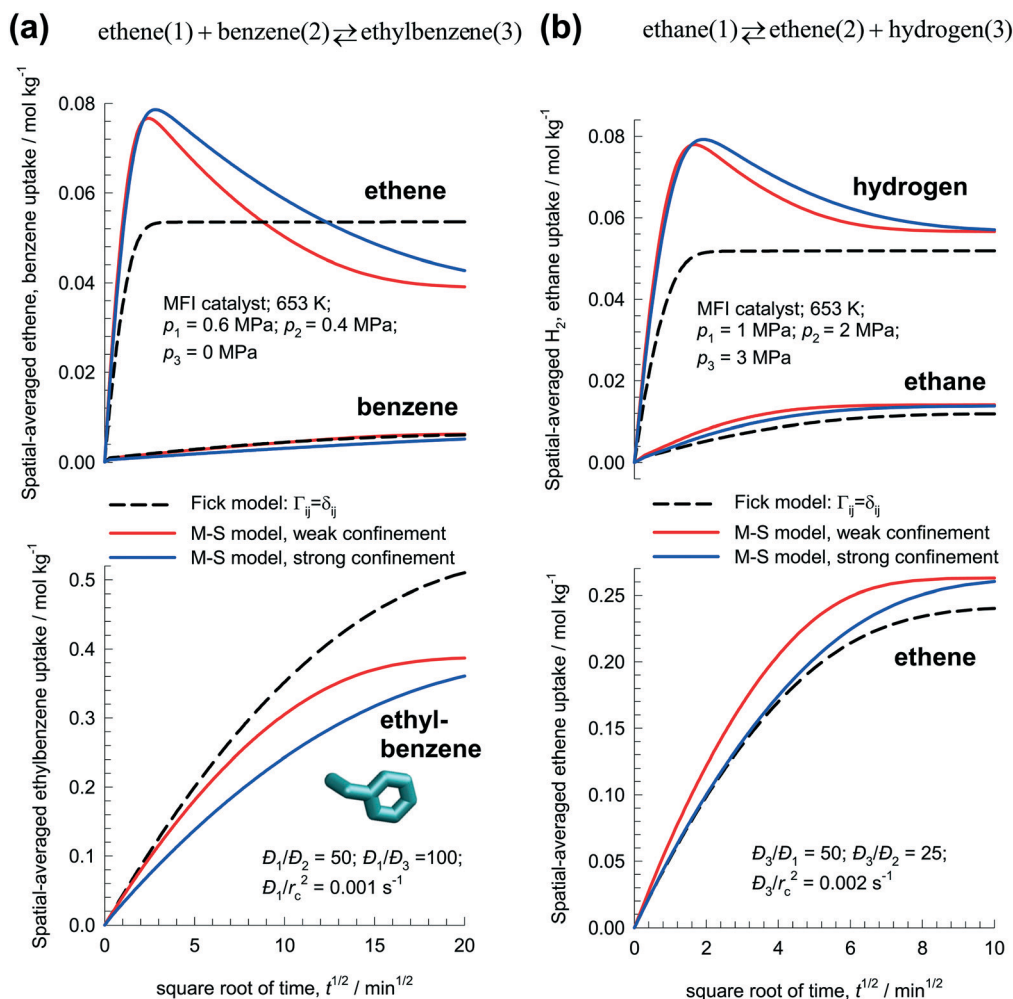 (a)
ethene(1) + benzene(2) ⇄ ethylbenzene(3)
Spatial-averaged ethene, benzene uptake / mol kg⁻¹
0.08
0.06
0.04
0.02
0.00
ethene
MFI catalyst; 653 K;
p₁ = 0.6 MPa; p₂ = 0.4 MPa;
p₃ = 0 MPa
benzene
Fick model: Γᵢⱼ=δᵢⱼ
M-S model, weak confinement
M-S model, strong confinement
Spatial-averaged ethylbenzene uptake / mol kg⁻¹
0.5
0.4
0.3
0.2
0.1
0.0
ethyl-
benzene
Đ₁/Đ₂ = 50; Đ₁/Đ₃ =100;
Đ₁/r_c² = 0.001 s⁻¹
0 5 10 15 20
square root of time, t^1/2 / min^1/2
(b)
ethane(1) ⇄ ethene(2) + hydrogen(3)
Spatial-averaged H₂, ethane uptake / mol kg⁻¹
0.08
0.06
0.04
0.02
0.00
hydrogen
MFI catalyst; 653 K;
p₁ = 1 MPa; p₂ = 2 MPa;
p₃ = 3 MPa
ethane
Fick model: Γᵢⱼ=δᵢⱼ
M-S model, weak confinement
M-S model, strong confinement
Spatial-averaged ethene uptake / mol kg⁻¹
0.25
0.20
0.15
0.10
0.05
0.00
ethene
Đ₃/Đ₁ = 50; Đ₃/Đ₂ = 25;
Đ₃/r_c² = 0.002 s⁻¹
0 2 4 6 8 10
square root of time, t^1/2 / min^1/2